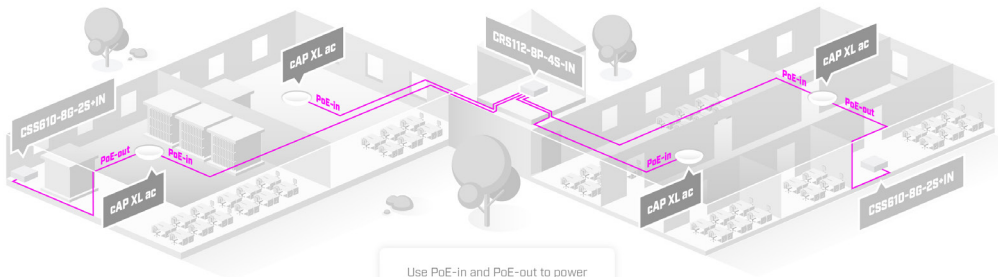 cAP XL ac
CRS112-8P-4S-IN
cAP XL ac
CSS610-8G-2S+IN
PoE-in
PoE-in
PoE-out
PoE-out
PoE-in
PoE-in
cAP XL ac
cAP XL ac
CSS610-8G-2S+IN
Use PoE-in and PoE-out to power